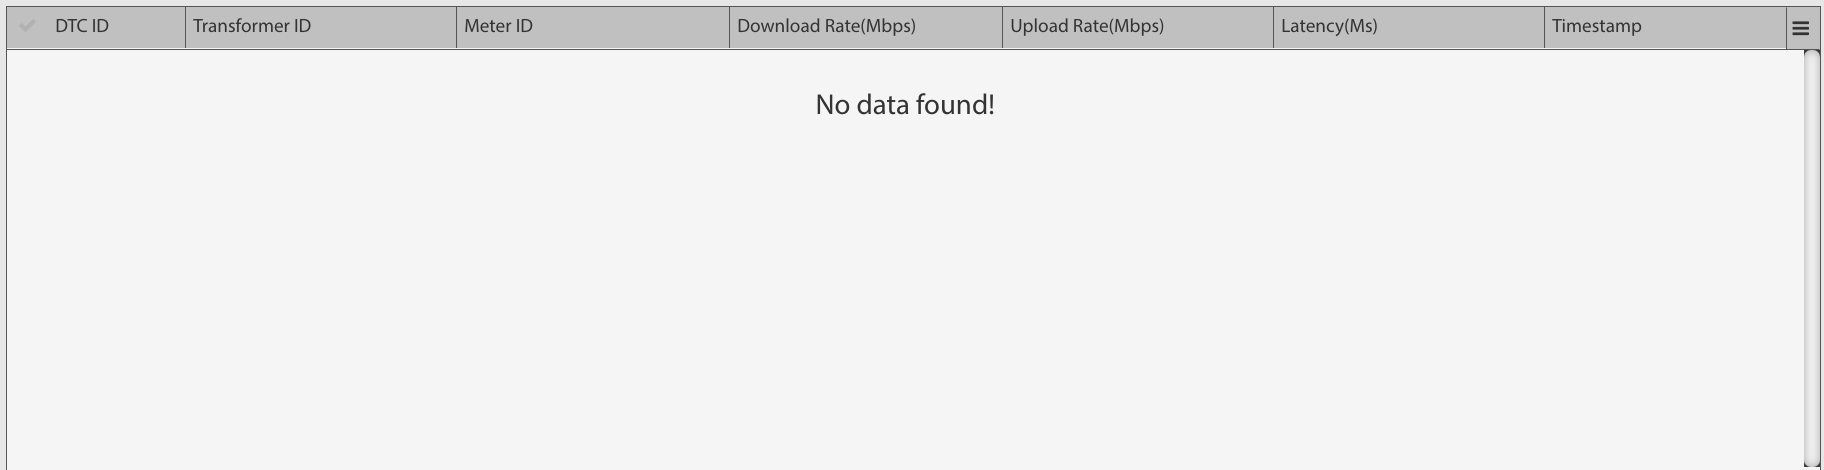 DTC ID Transformer ID Meter ID Download Rate(Mbps) Upload Rate(Mbps) Latency(Ms) Timestamp
No data found!